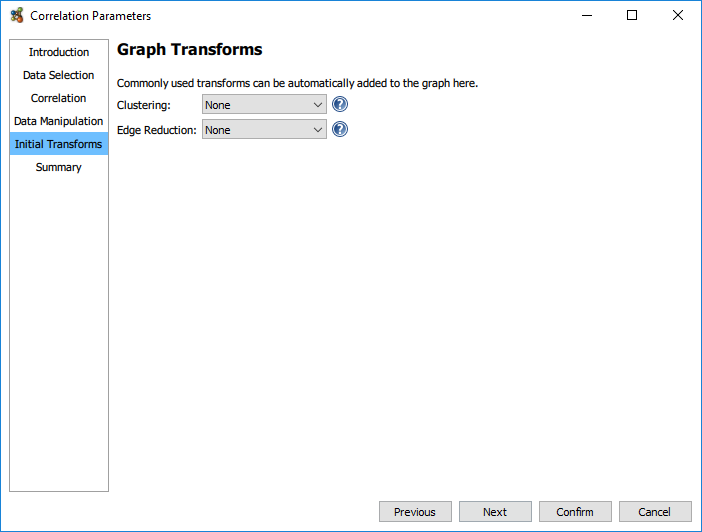 Correlation Parameters
Introduction
Data Selection
Correlation
Data Manipulation
Initial Transforms
Summary
Graph Transforms
Commonly used transforms can be automatically added to the graph here.
Clustering: None ?
Edge Reduction: None ?
Previous Next Confirm Cancel